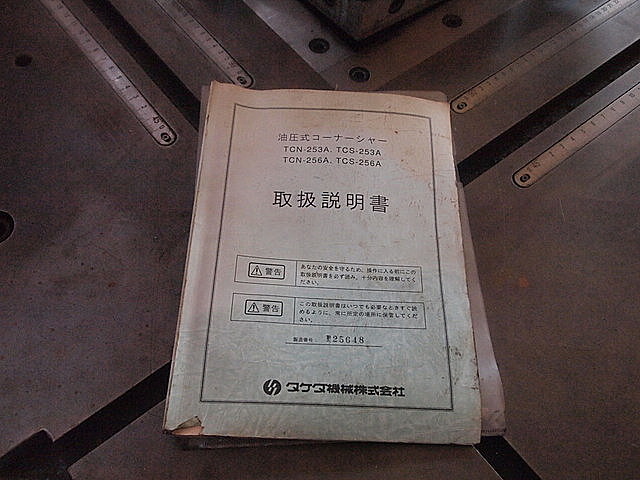 油圧式コーナーシャー
TCN-253A, TCS-253A
TCN-256A, TCS-256A
取扱説明書
警告
あなたの安全を守るため、操作に入る前にこの
取扱説明書を必ず読み、十分内容を理解してく
ださい。
警告
この取扱説明書はいつでも必要なときすぐ読
めるように、常に所定の場所に保管してくだ
さい。
製造番号:
25648
タケダ機械株式会社